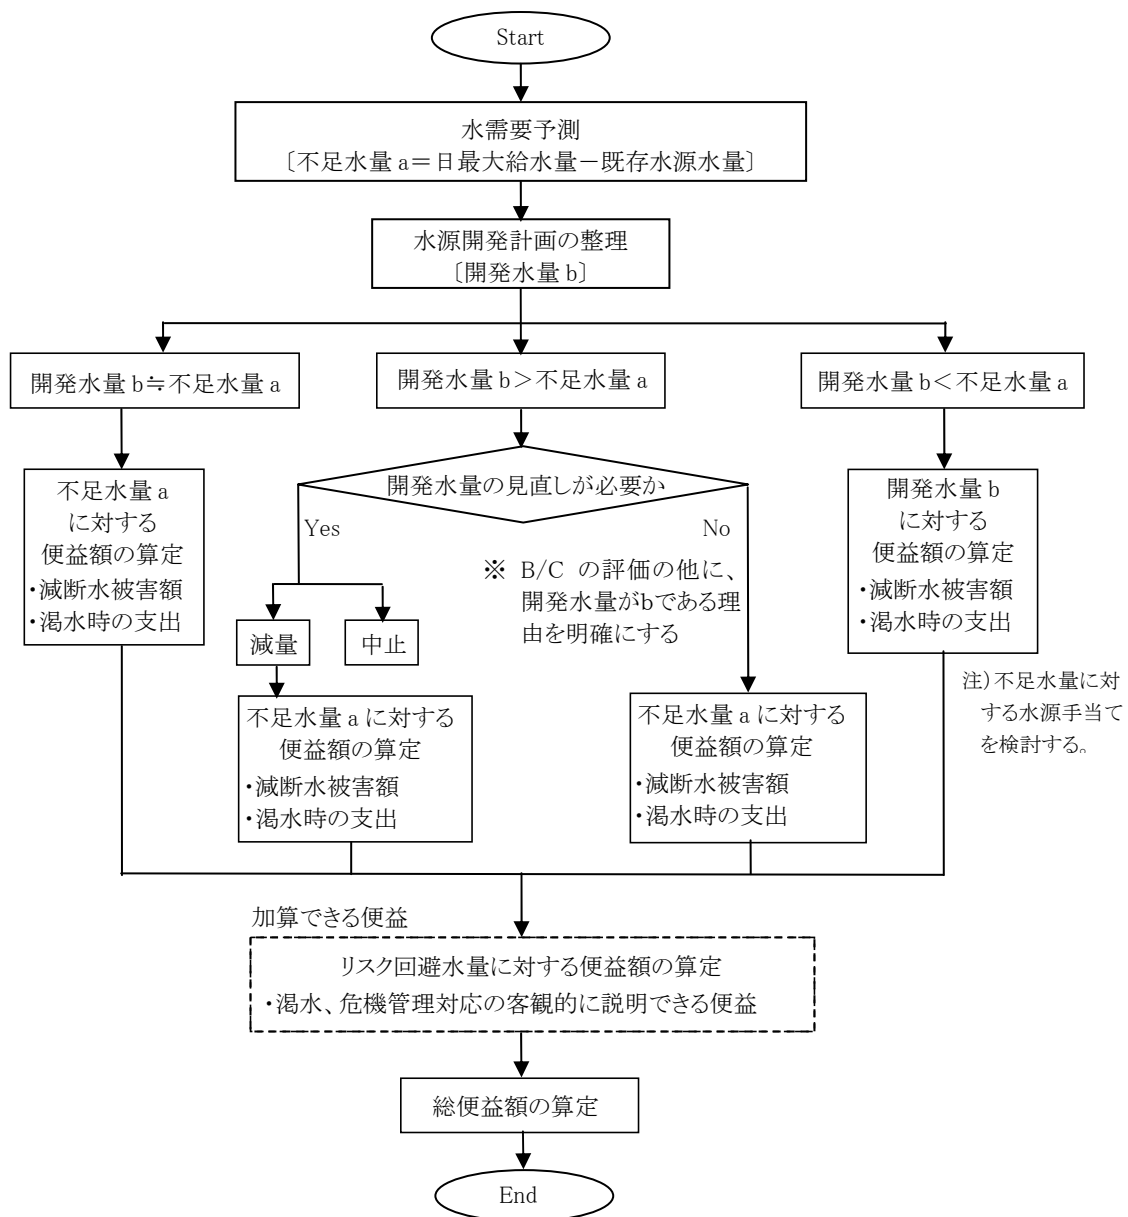 Start
水需要予測
〔不足水量 a＝日最大給水量－既存水源水量〕
水源開発計画の整理
〔開発水量 b〕
開発水量 b≒不足水量 a
開発水量 b＞不足水量 a
開発水量 b＜不足水量 a
不足水量 a
に対する
便益額の算定
・減断水被害額
・渇水時の支出
開発水量の見直しが必要か
Yes
No
減量
中止
※ B/C の評価の他に、
開発水量がbである理
由を明確にする
不足水量 a に対する
便益額の算定
・減断水被害額
・渇水時の支出
不足水量 a に対する
便益額の算定
・減断水被害額
・渇水時の支出
開発水量 b
に対する
便益額の算定
・減断水被害額
・渇水時の支出
注）不足水量に対
する水源手当て
を検討する。
加算できる便益
リスク回避水量に対する便益額の算定
・渇水、危機管理対応の客観的に説明できる便益
総便益額の算定
End